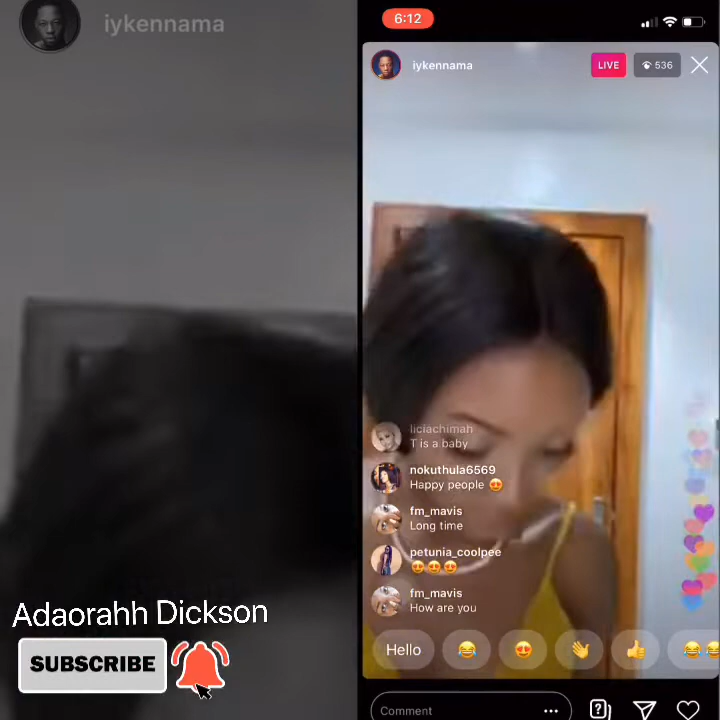 iykennama
6:12
iykennama
LIVE
536
liciachimah
T is a baby
nokuthula6569
Happy people 😍
fm_mavis
Long time
petunia_coolpee
😍😍😍
fm_mavis
How are you
Adaorahh Dickson
SUBSCRIBE
Hello 😂 😍 👋 👍 😂😂
Comment